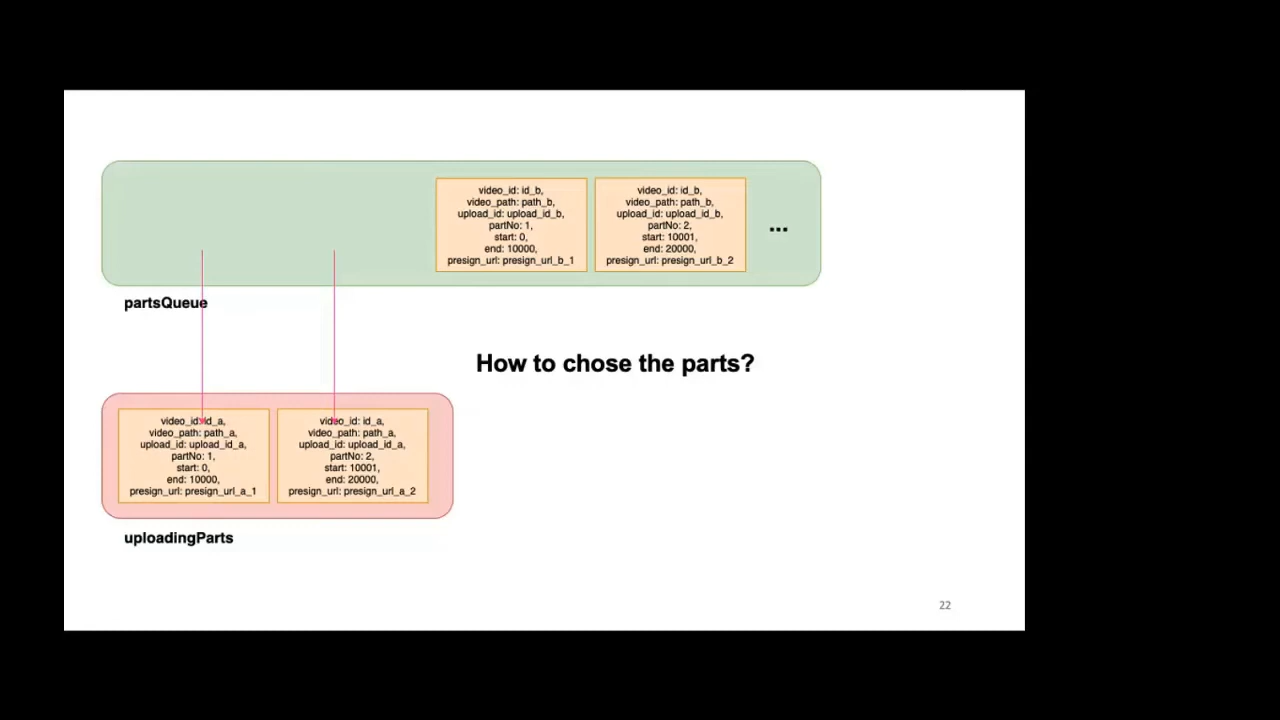 video_id: id_b,
video_path: path_b,
upload_id: upload_id_b,
partNo: 1,
start: 0,
end: 10000,
presign_url: presign_url_b_1
video_id: id_b,
video_path: path_b,
upload_id: upload_id_b,
partNo: 2,
start: 10001,
end: 20000,
presign_url: presign_url_b_2
...
partsQueue
How to chose the parts?
video_id: id_a,
video_path: path_a,
upload_id: upload_id_a,
partNo: 1,
start: 0,
end: 10000,
presign_url: presign_url_a_1
video_id: id_a,
video_path: path_a,
upload_id: upload_id_a,
partNo: 2,
start: 10001,
end: 20000,
presign_url: presign_url_a_2
uploadingParts
22